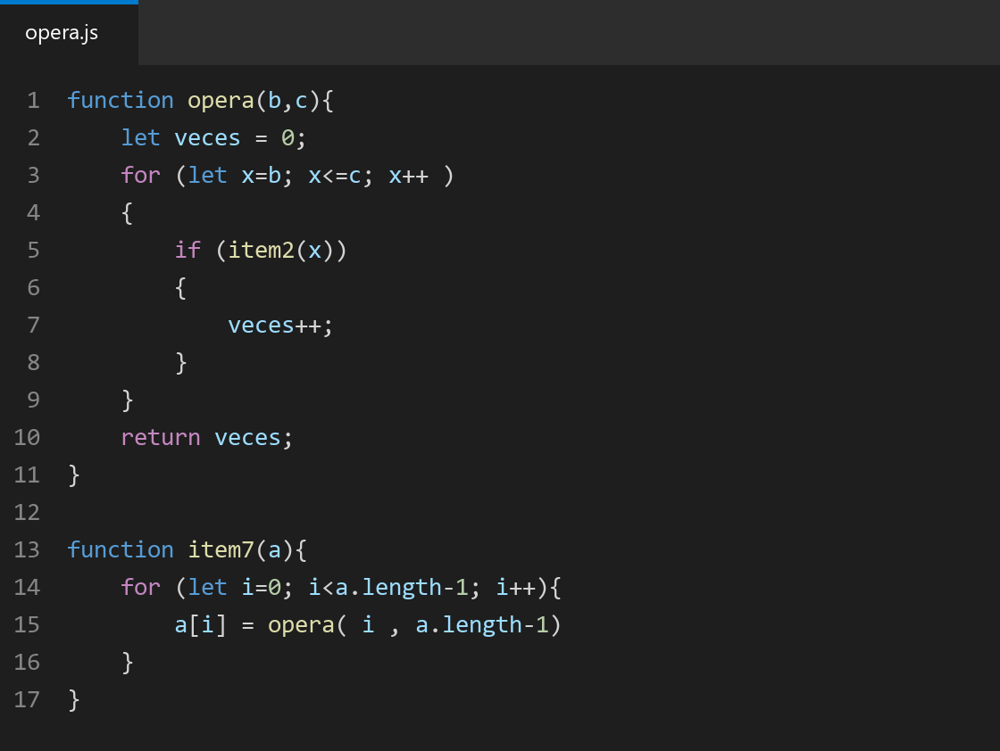 opera.js
1 function opera(b,c){
2     let veces = 0;
3     for (let x=b; x<=c; x++ )
4     {
5         if (item2(x))
6         {
7             veces++;
8         }
9     }
10     return veces;
11 }
12
13 function item7(a){
14     for (let i=0; i<a.length-1; i++){
15         a[i] = opera( i , a.length-1)
16     }
17 }